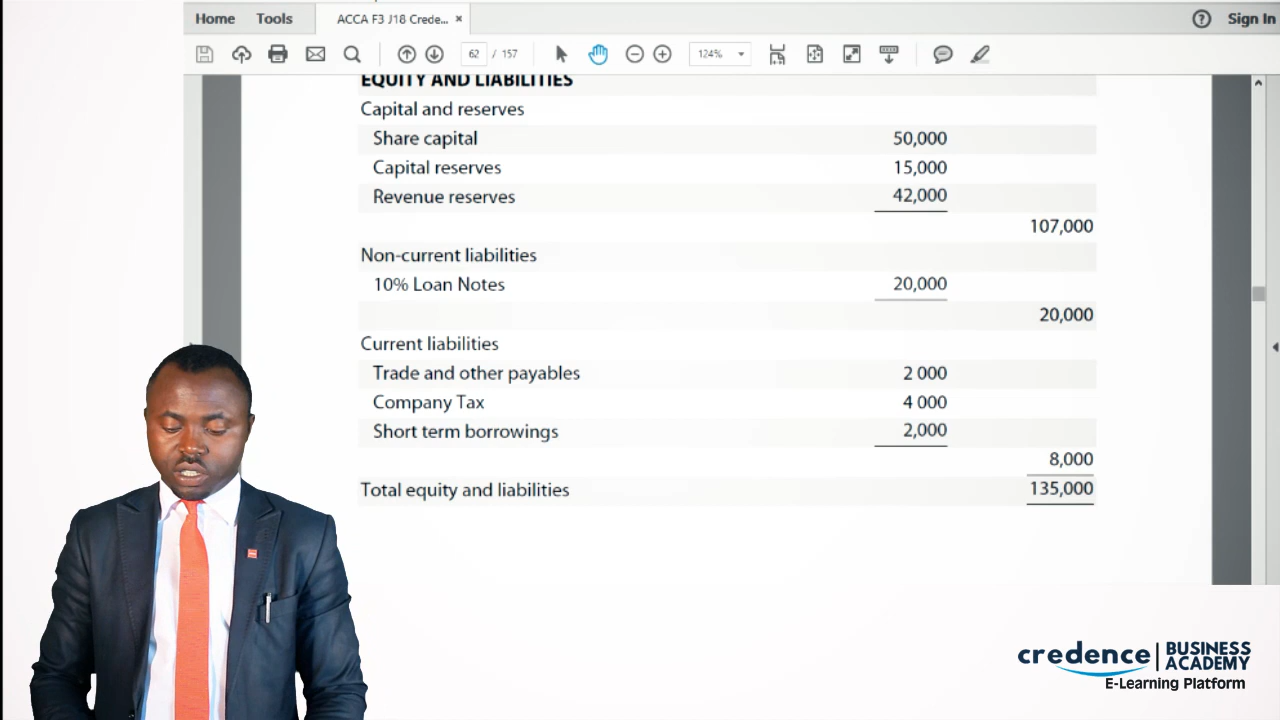 Home Tools ACCA F3 J18 Crede... × ? Sign In
62 / 157 124%
EQUITY AND LIABILITIES
Capital and reserves
Share capital 50,000
Capital reserves 15,000
Revenue reserves 42,000
107,000
Non-current liabilities
10% Loan Notes 20,000
20,000
Current liabilities
Trade and other payables 2 000
Company Tax 4 000
Short term borrowings 2,000
8,000
Total equity and liabilities 135,000
credence BUSINESS
ACADEMY
E-Learning Platform